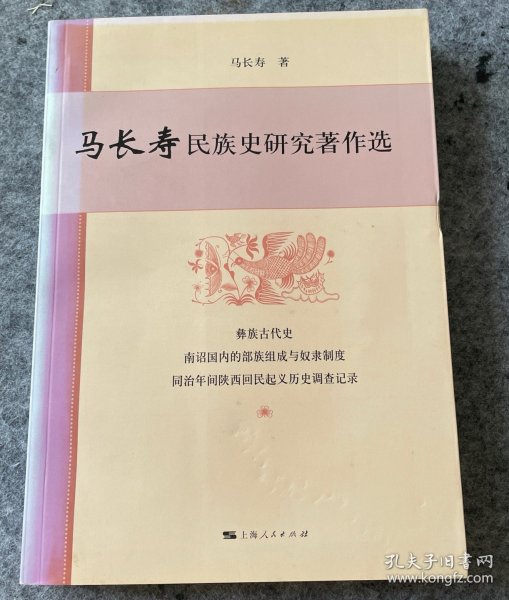 马长寿 著
马长寿民族史研究著作选
彝族古代史
南诏国内的部族组成与奴隶制度
同治年间陕西回民起义历史调查记录
上海人民出版社
孔夫子旧书网
www.kongfz.com